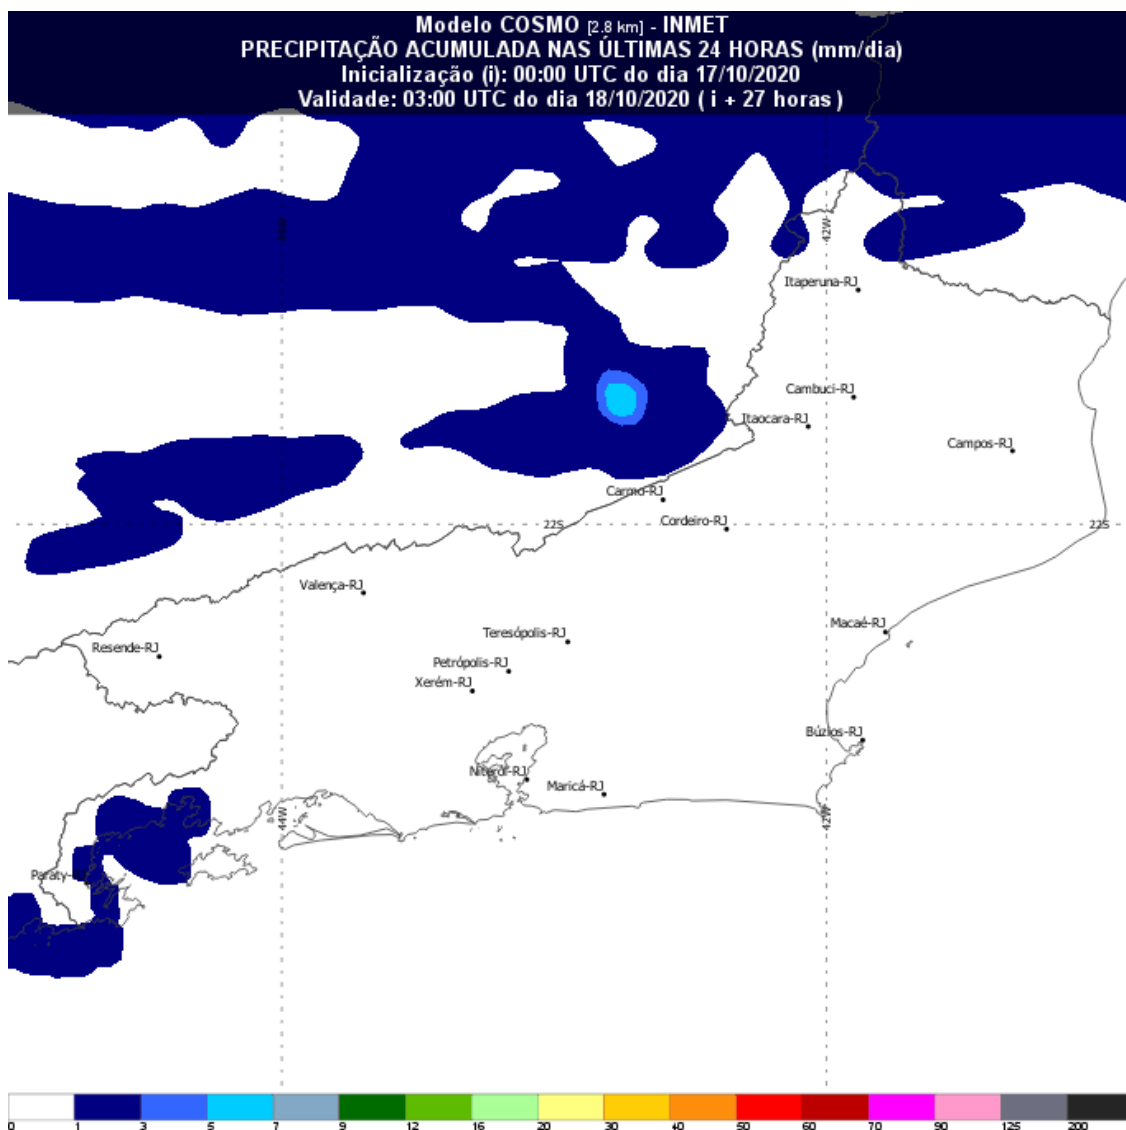 Modelo COSMO [2.8 km] - INMET
PRECIPITAÇÃO ACUMULADA NAS ÚLTIMAS 24 HORAS (mm/dia)
Inicialização (i): 00:00 UTC do dia 17/10/2020
Validade: 03:00 UTC do dia 18/10/2020 ( i + 27 horas )
44W
42W
Itaperuna-RJ
Cambuci-RJ
Itaocara-RJ
Campos-RJ
Carmo-RJ
Cordeiro-RJ
22S
22S
Valença-RJ
Macaé-RJ
Teresópolis-RJ
Resende-RJ
Petrópolis-RJ
Xerém-RJ
Búzios-RJ
Niterói-RJ
Maricá-RJ
44W
42W
Paraty-RJ
0 1 3 5 7 9 12 16 20 30 40 50 60 70 90 125 200